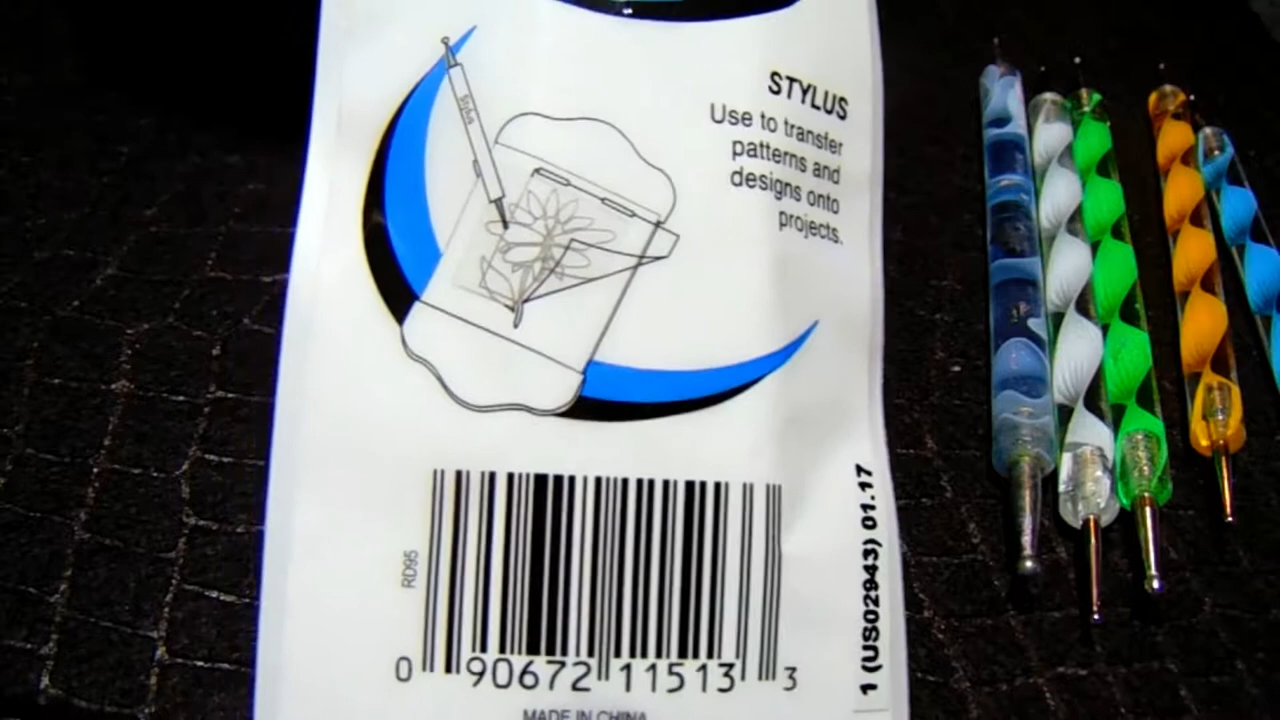 STYLUS
Use to transfer
patterns and
designs onto
projects.
Stylus
RD95
0 90672 11513 3
MADE IN CHINA
1 (US02943) 01.17